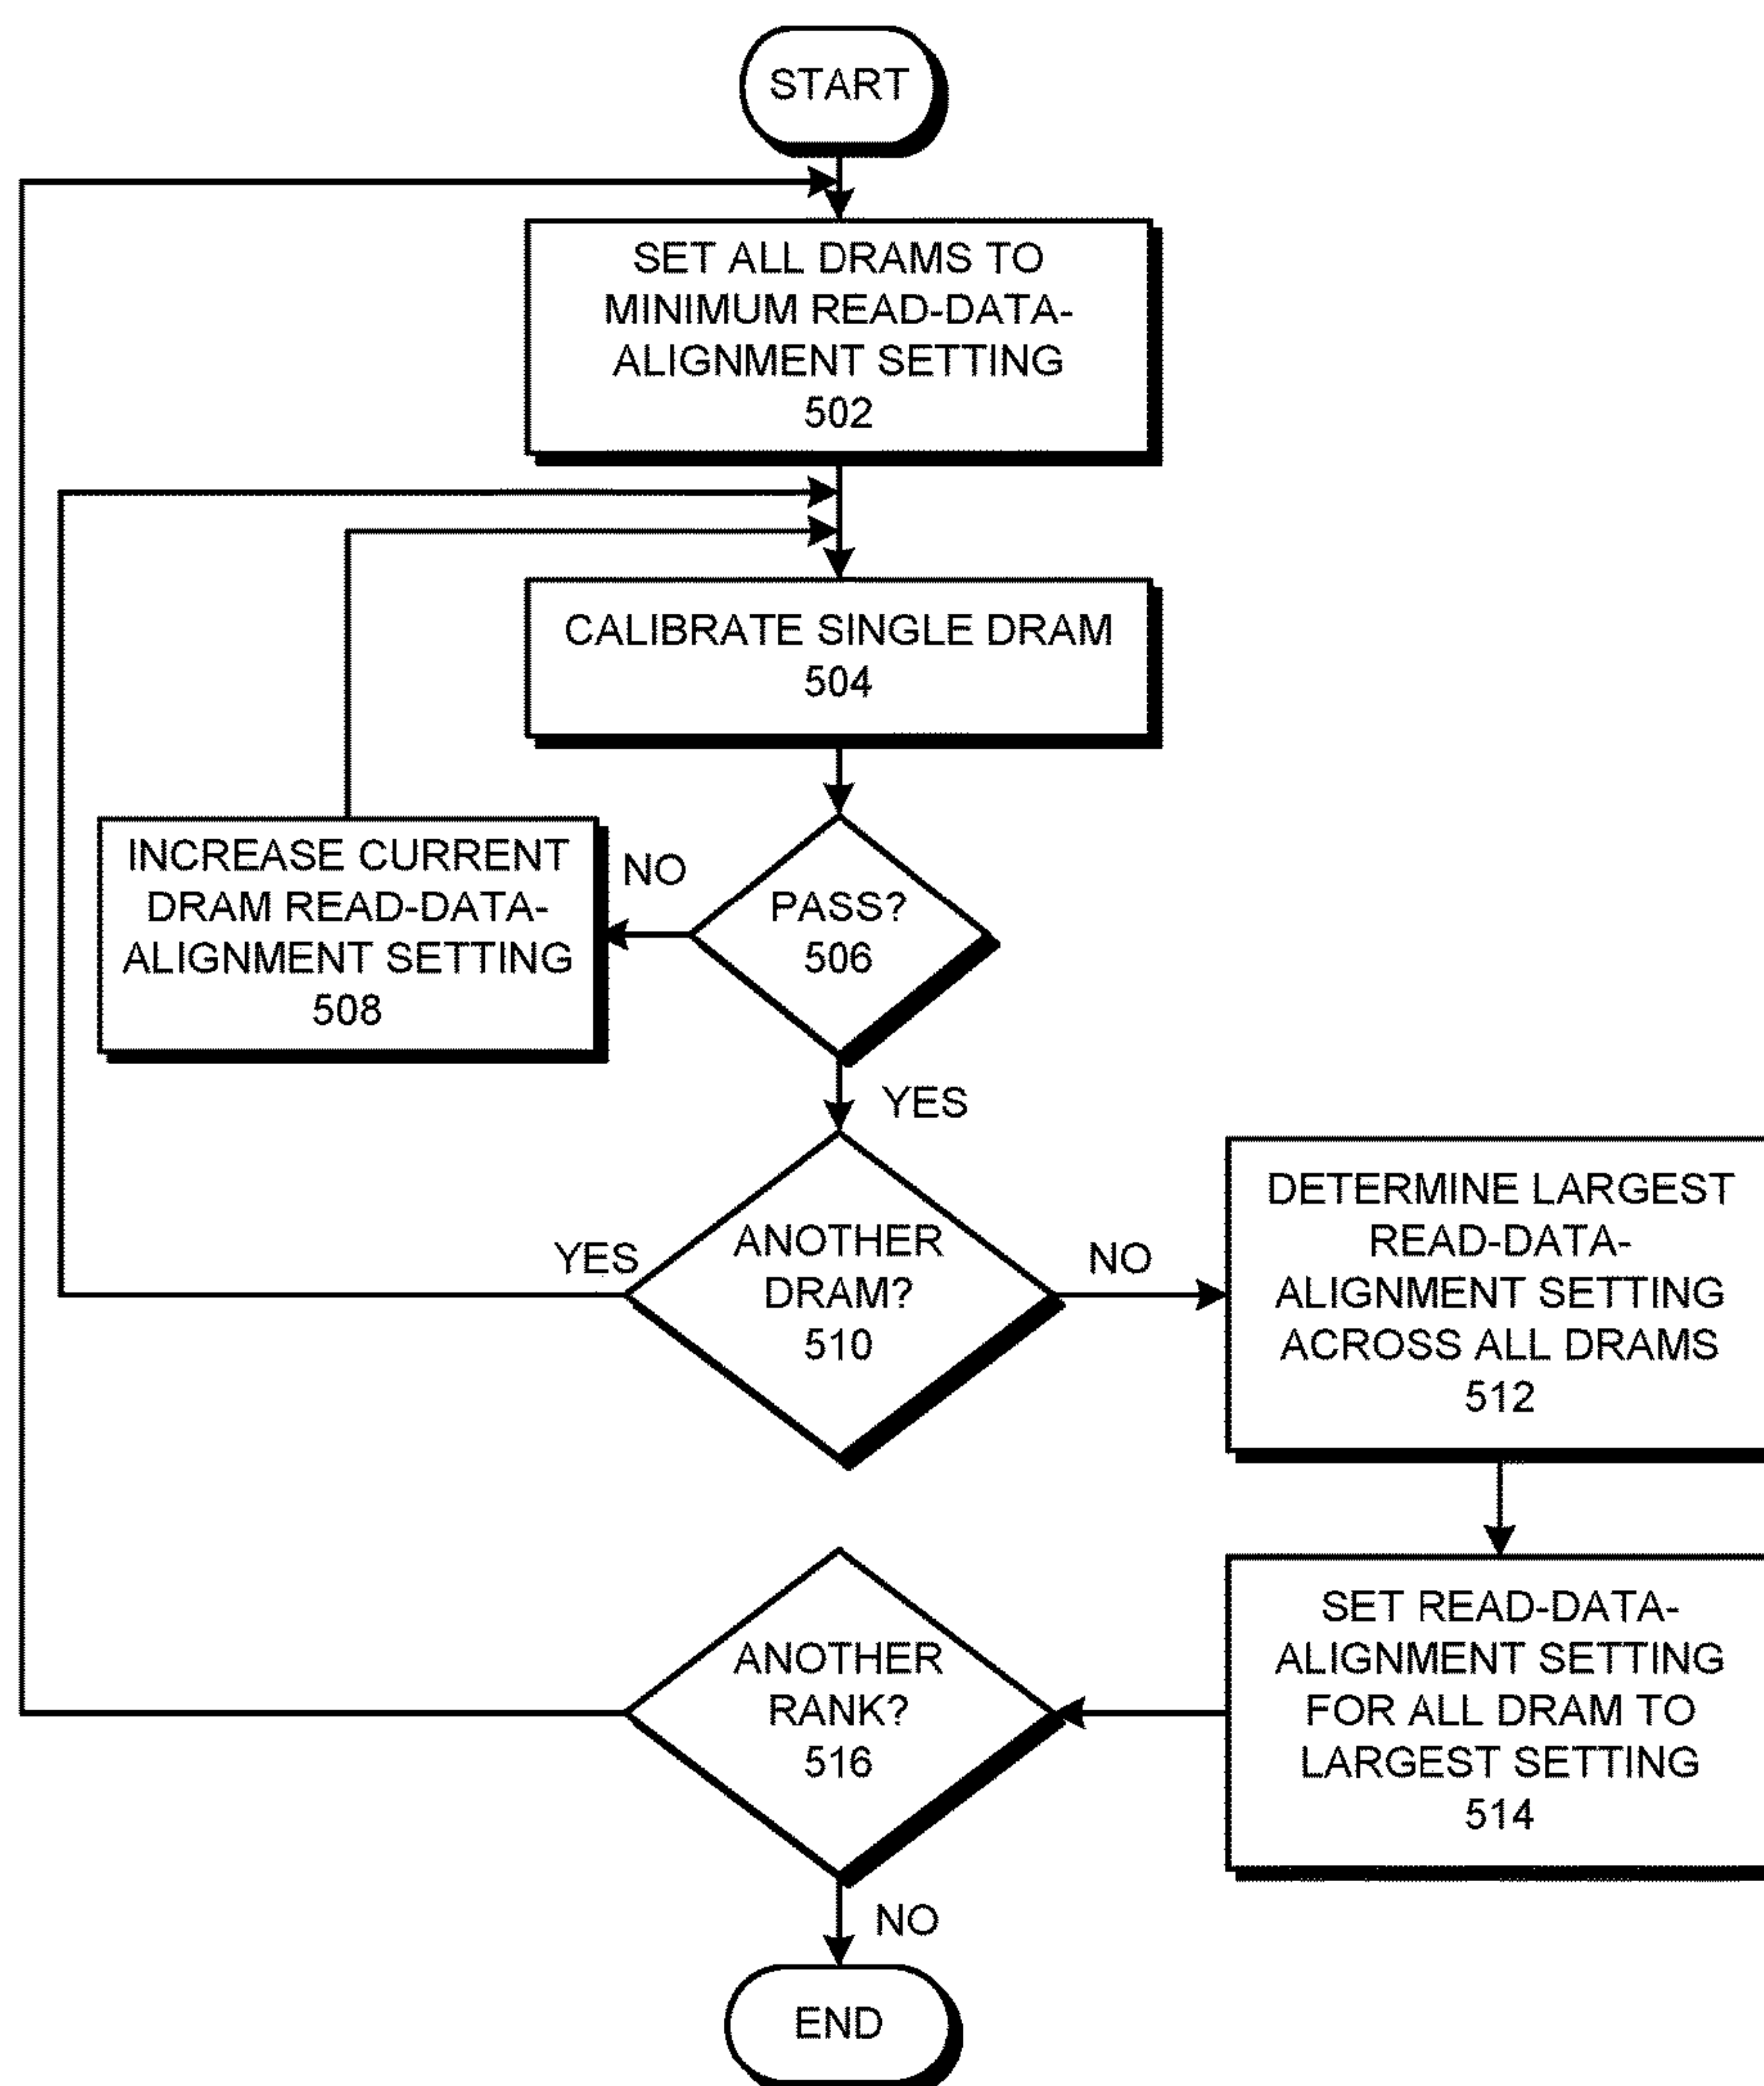 START
SET ALL DRAMS TO
MINIMUM READ-DATA-
ALIGNMENT SETTING
502
CALIBRATE SINGLE DRAM
504
INCREASE CURRENT
DRAM READ-DATA-
ALIGNMENT SETTING
508
NO
PASS?
506
YES
YES
ANOTHER
DRAM?
510
NO
DETERMINE LARGEST
READ-DATA-
ALIGNMENT SETTING
ACROSS ALL DRAMS
512
SET READ-DATA-
ALIGNMENT SETTING
FOR ALL DRAM TO
LARGEST SETTING
514
ANOTHER
RANK?
516
NO
END